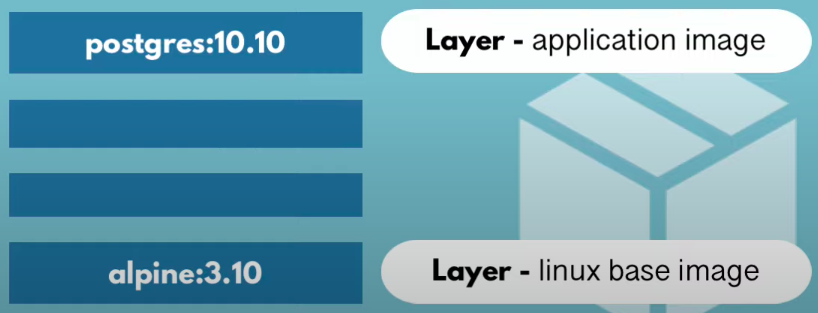 postgres:10.10
Layer - application image
alpine:3.10
Layer - linux base image